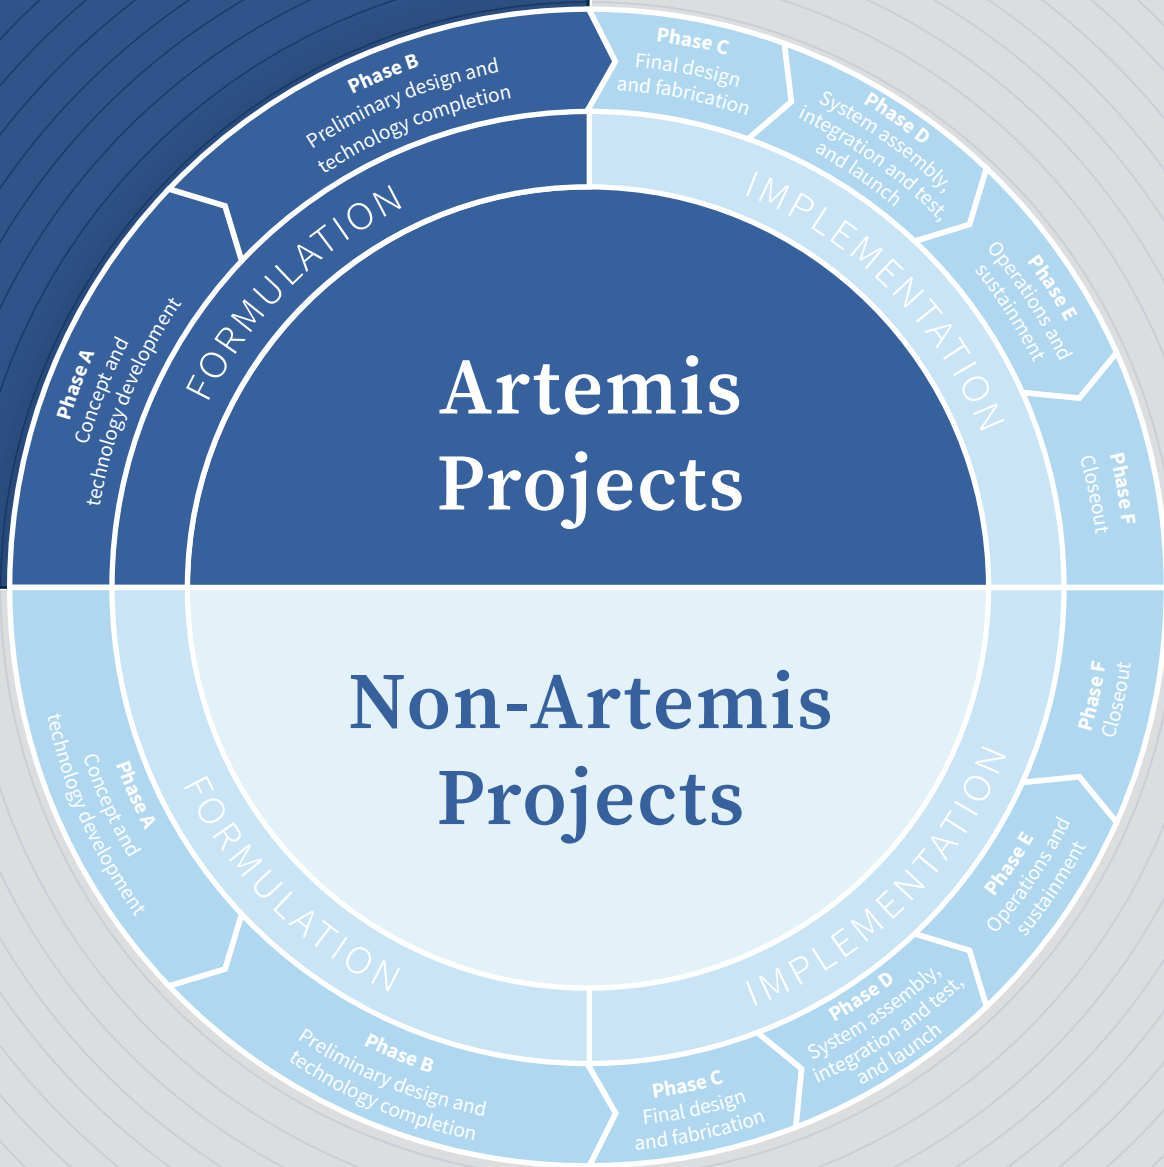 Phase A
Concept and
technology development
Phase B
Preliminary design and
technology completion
Phase C
Final design
and fabrication
Phase D
System assembly,
integration and test,
and launch
Phase E
Operations and
sustainment
Phase F
Closeout
FORMULATION
IMPLEMENTATION
Artemis
Projects
Non-Artemis
Projects
FORMULATION
IMPLEMENTATION
Phase A
Concept and
technology development
Phase B
Preliminary design and
technology completion
Phase C
Final design
and fabrication
Phase D
System assembly,
integration and test,
and launch
Phase E
Operations and
sustainment
Phase F
Closeout